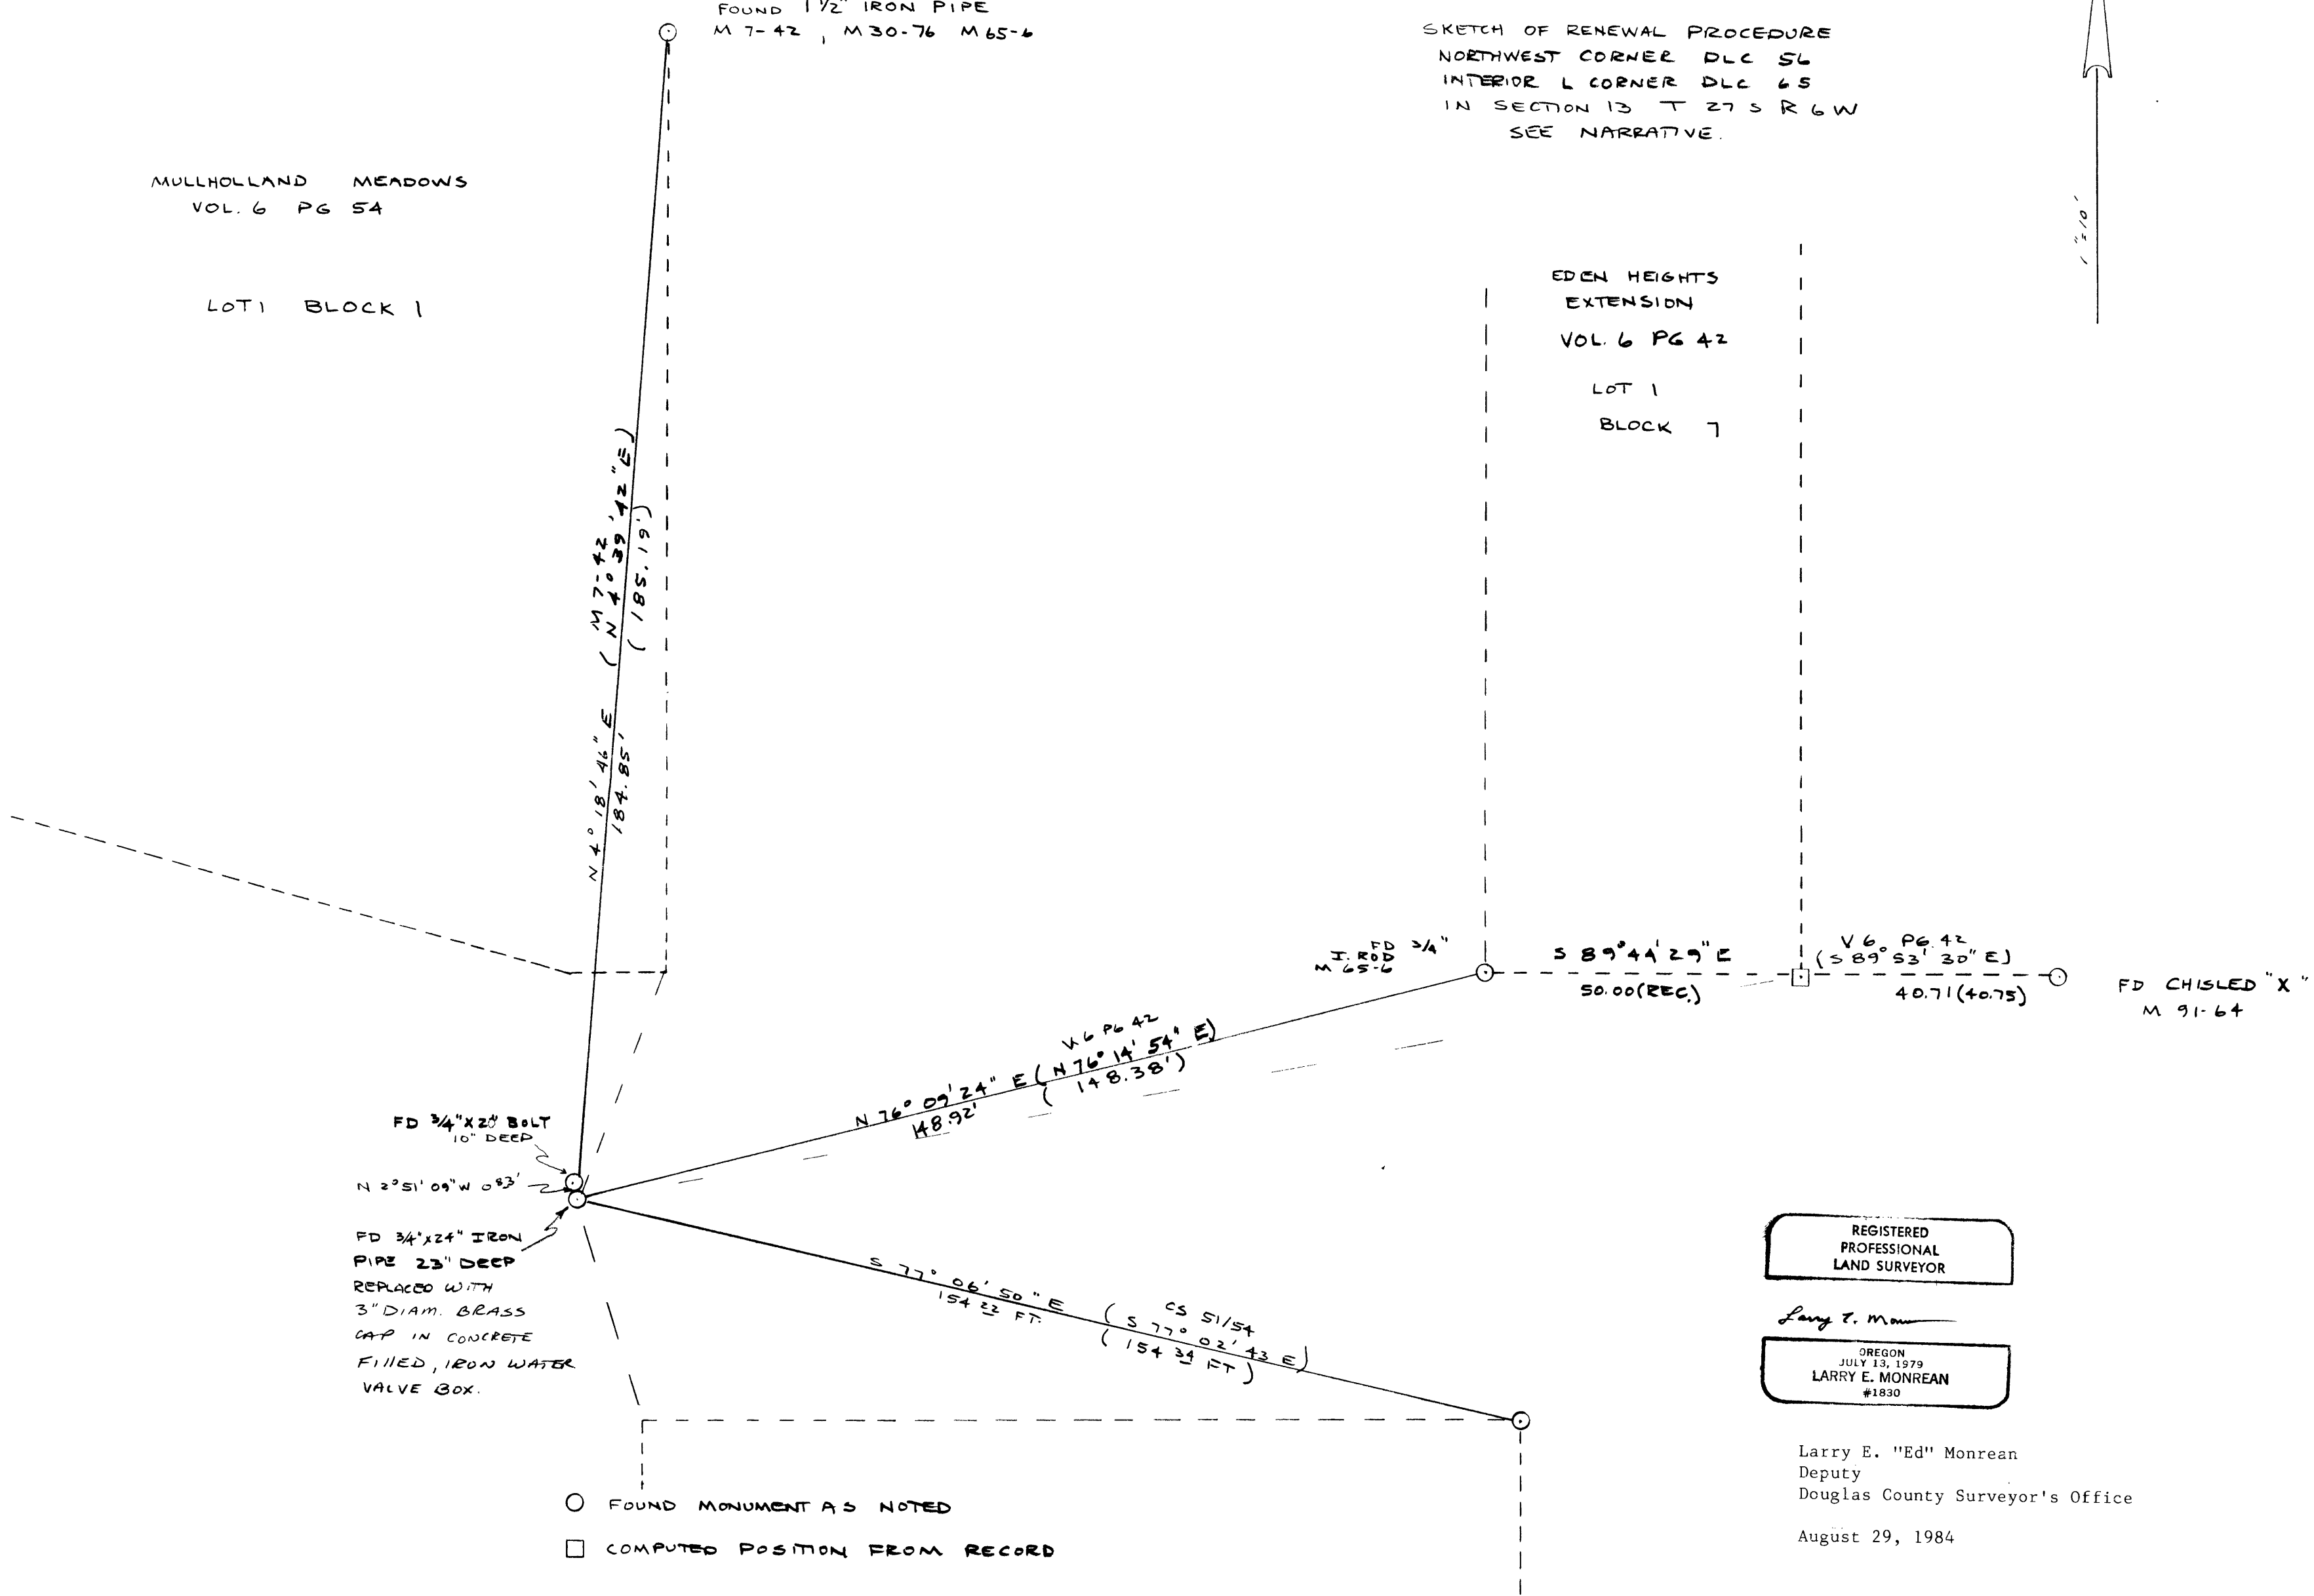 FOUND 1 1/2" IRON PIPE
M 7-42 , M 30-76 M 65-6
SKETCH OF RENEWAL PROCEDURE
NORTHWEST CORNER DLC 56
INTERIOR L CORNER DLC 65
IN SECTION 13 T 27 S R 6 W
SEE NARRATIVE.
1"=10'
MULLHOLLAND MEADOWS
VOL. 6 PG 54
LOT 1 BLOCK 1
EDEN HEIGHTS
EXTENSION
VOL. 6 PG 42
LOT 1
BLOCK 7
M 7-42
N 4° 18' 46" E ( N 4° 39' 42" E )
184.85' ( 185.19')
FD 3/4"
I. ROD
M 65-6
S 89° 44' 29" E
50.00 (REC.)
V 6 PG. 42
(S 89° 53' 30" E)
40.71 (40.75)
FD CHISLED "X"
M 91-64
V.6 PG 42
N 76° 09' 24" E ( N 76° 14' 54" E)
148.92' ( 148.38' )
FD 3/4" X 20" BOLT
10" DEEP
N 2° 51' 09" W 0.83'
FD 3/4" X 24" IRON
PIPE 23" DEEP
REPLACED WITH
3" DIAM. BRASS
CAP IN CONCRETE
FILLED, IRON WATER
VALVE BOX.
CS 51/54
S 77° 06' 50" E ( S 77° 02' 43 E )
154 22 FT. ( 154 34 FT )
REGISTERED
PROFESSIONAL
LAND SURVEYOR
OREGON
JULY 13, 1979
LARRY E. MONREAN
#1830
Larry E. "Ed" Monrean
Deputy
Douglas County Surveyor's Office
August 29, 1984
FOUND MONUMENT AS NOTED
COMPUTED POSITION FROM RECORD